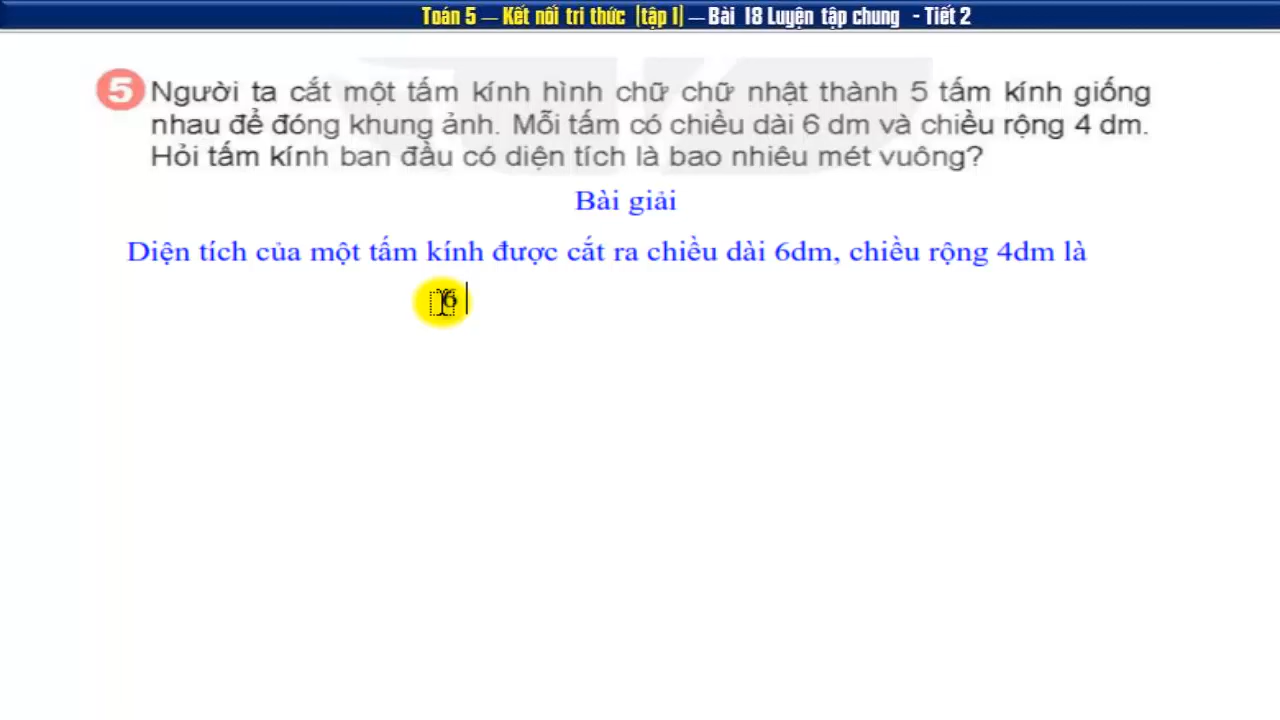 Toán 5 – Kết nối tri thức (tập 1) – Bài 18 Luyện tập chung - Tiết 2
5 Người ta cắt một tấm kính hình chữ chữ nhật thành 5 tấm kính giống
nhau để đóng khung ảnh. Mỗi tấm có chiều dài 6 dm và chiều rộng 4 dm.
Hỏi tấm kính ban đầu có diện tích là bao nhiêu mét vuông?
Bài giải
Diện tích của một tấm kính được cắt ra chiều dài 6dm, chiều rộng 4dm là
6